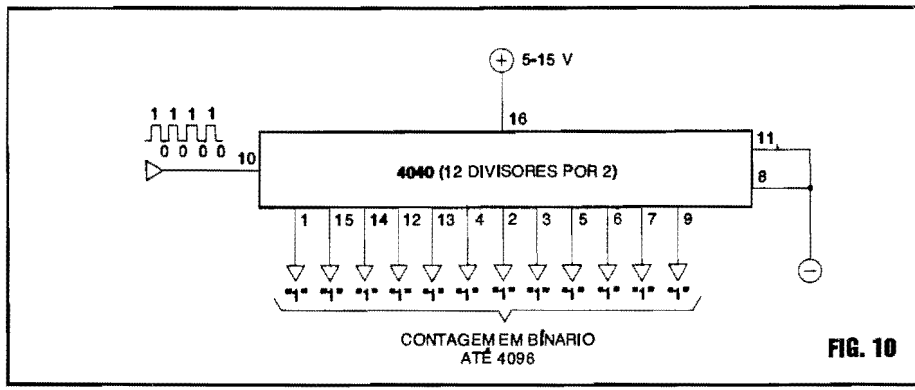 5-15 V
16
1 1 1 1
0 0 0 0
10
4040 (12 DIVISORES POR 2)
11
8
1 15 14 12 13 4 2 3 5 6 7 9
"1" "1" "1" "1" "1" "1" "1" "1" "1" "1" "1" "1"
CONTAGEM EM BÍNARIO
ATÉ 4096
FIG. 10